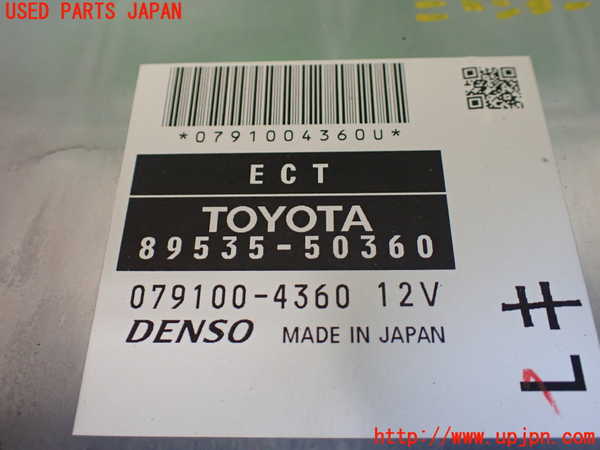 USED PARTS JAPAN
*0791004360U*
ECT
TOYOTA
89535-50360
079100-4360 12V
DENSO MADE IN JAPAN
http://www.upjpn.com